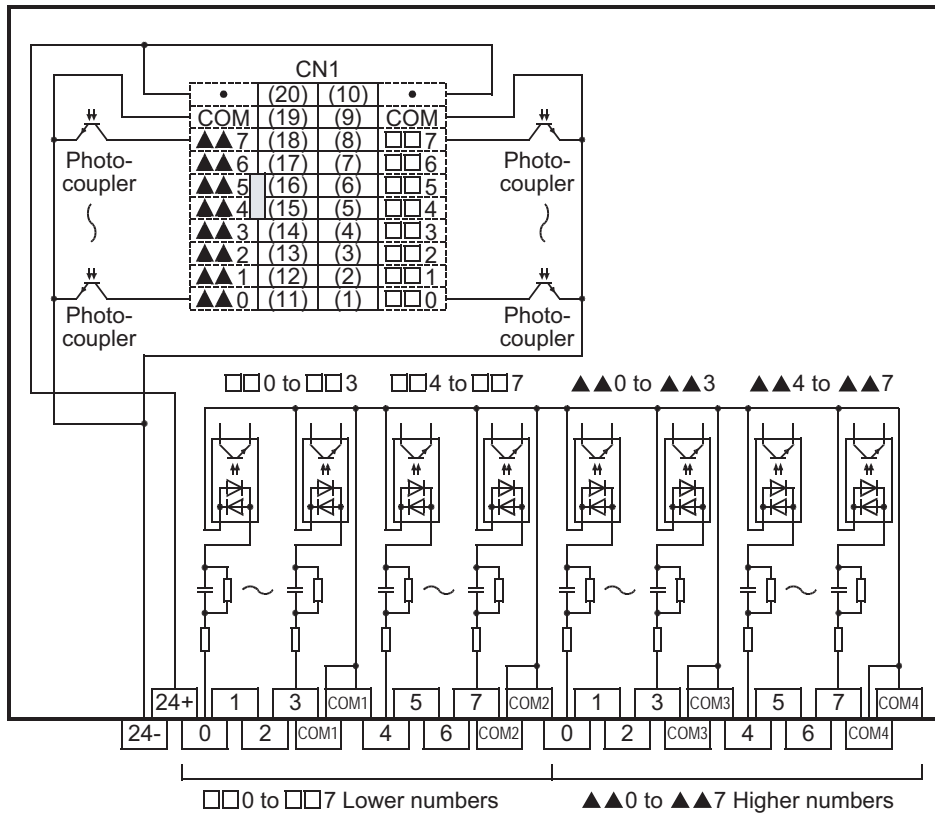 CN1
• (20) (10) •
COM (19) (9) COM
▲▲7 (18) (8) □□7
▲▲6 (17) (7) □□6
▲▲5 (16) (6) □□5
▲▲4 (15) (5) □□4
▲▲3 (14) (4) □□3
▲▲2 (13) (3) □□2
▲▲1 (12) (2) □□1
▲▲0 (11) (1) □□0
Photo-
coupler
Photo-
coupler
Photo-
coupler
Photo-
coupler
□□0 to □□3 □□4 to □□7 ▲▲0 to ▲▲3 ▲▲4 to ▲▲7
24+ 1 3 COM1 5 7 COM2 1 3 COM3 5 7 COM4
24- 0 2 COM1 4 6 COM2 0 2 COM3 4 6 COM4
□□0 to □□7 Lower numbers ▲▲0 to ▲▲7 Higher numbers